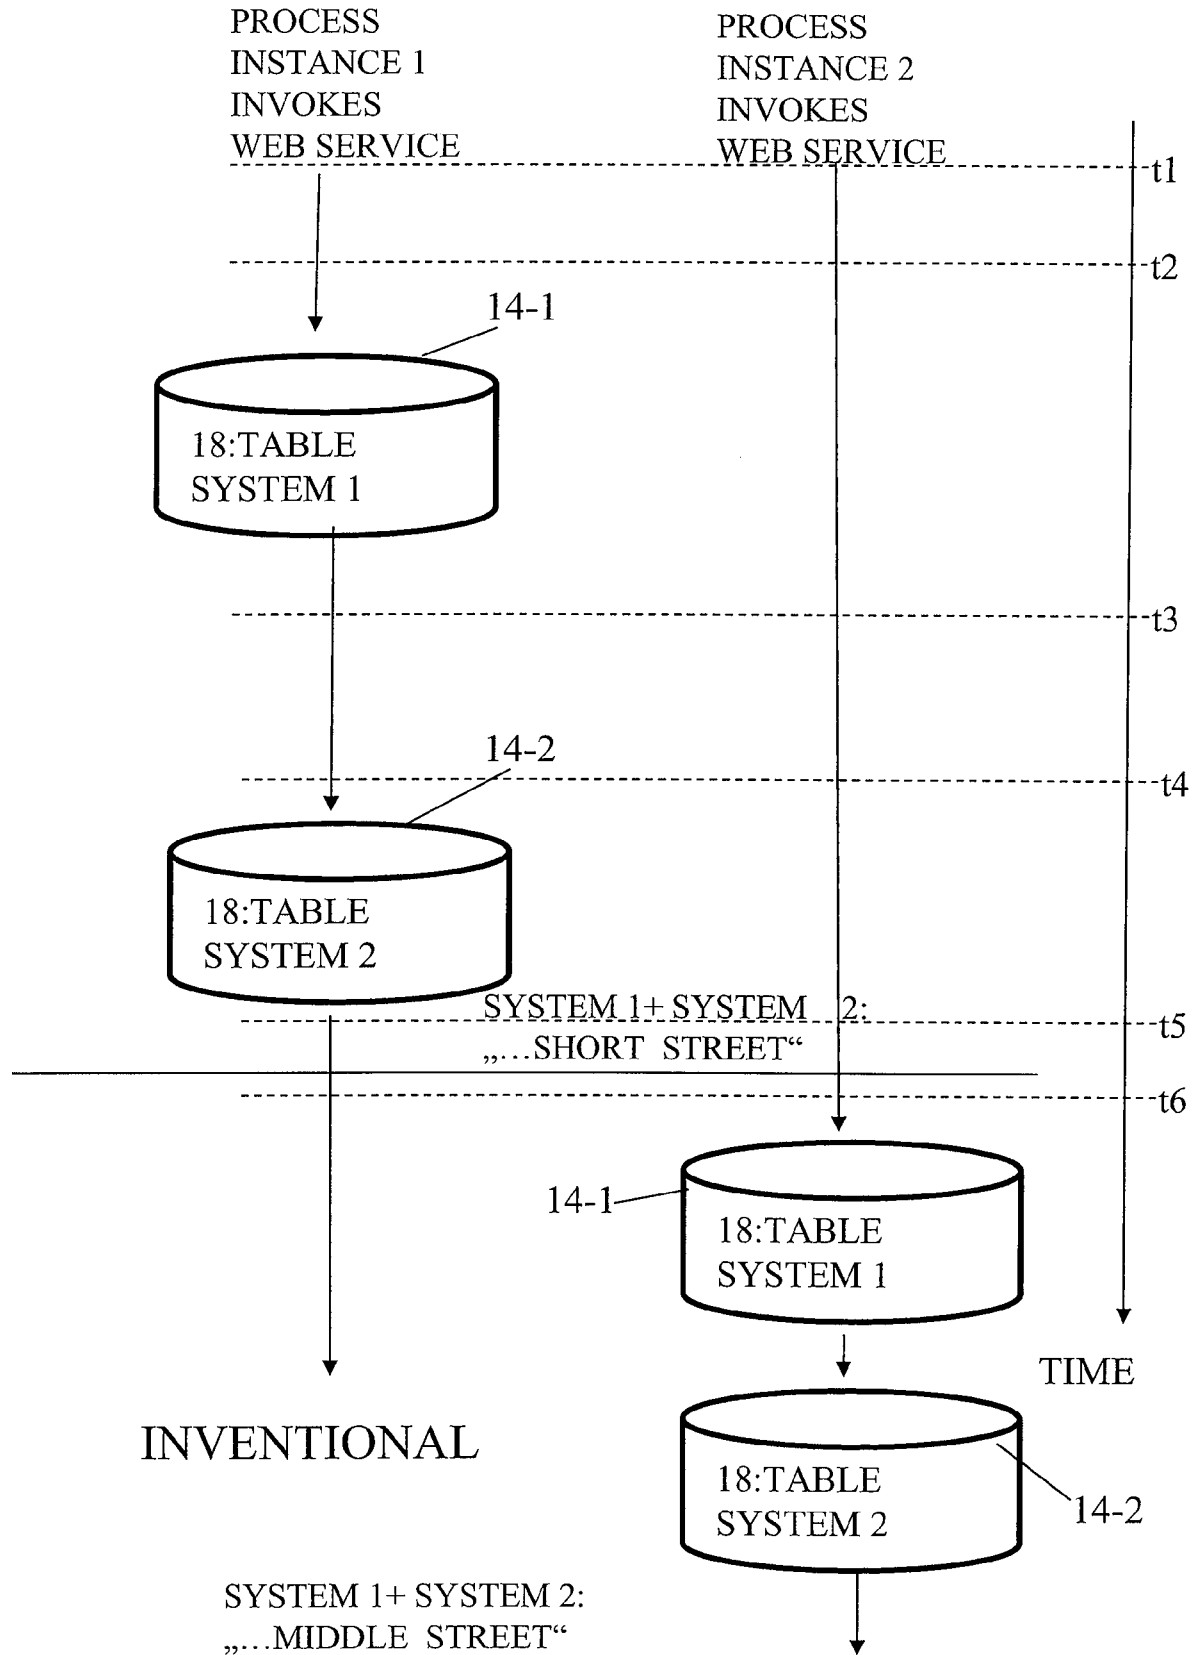 PROCESS
INSTANCE 1
INVOKES
WEB SERVICE
PROCESS
INSTANCE 2
INVOKES
WEB SERVICE
t1
t2
14-1
18:TABLE
SYSTEM 1
t3
14-2
t4
18:TABLE
SYSTEM 2
SYSTEM 1+ SYSTEM 2:
„...SHORT STREET“
t5
t6
14-1
18:TABLE
SYSTEM 1
TIME
INVENTIONAL
18:TABLE
SYSTEM 2
14-2
SYSTEM 1+ SYSTEM 2:
„...MIDDLE STREET“